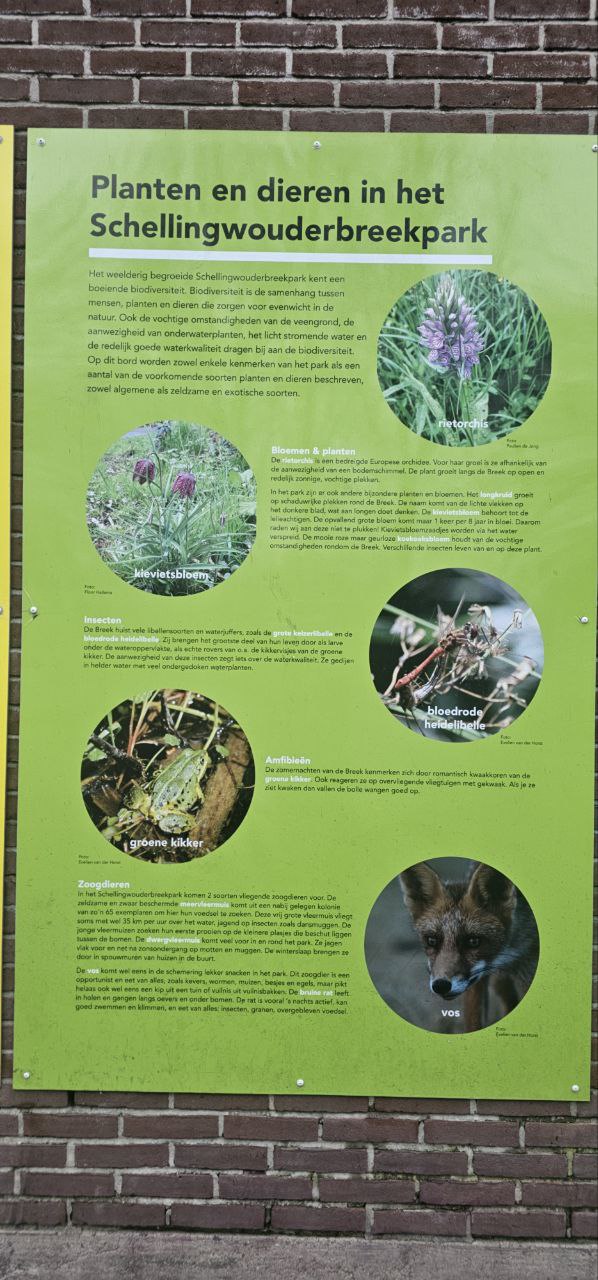 Planten en dieren in het
Schellingwouderbreekpark
Het weelderig begroeide Schellingwouderbreekpark kent een
boeiende biodiversiteit. Biodiversiteit is de samenhang tussen
mensen, planten en dieren die zorgen voor evenwicht in de
natuur. Ook de vochtige omstandigheden van de veengrond, de
aanwezigheid van onderwaterplanten, het licht stromende water en
de redelijk goede waterkwaliteit dragen bij aan de biodiversiteit.
Op dit bord worden zowel enkele kenmerken van het park als een
aantal van de voorkomende soorten planten en dieren beschreven,
zowel algemene als zeldzame en exotische soorten.
rietorchis
Foto:
Paulien de Jong
Bloemen & planten
De rietorchis is een bedreigde Europese orchidee. Voor haar groei is ze afhankelijk van
de aanwezigheid van een bodemschimmel. De plant groeit langs de Breek op open en
redelijk zonnige, vochtige plekken.
In het park zijn er ook andere bijzondere planten en bloemen. Het longkruid groeit
op schaduwrijke plekken rond de Breek. De naam komt van de lichte vlekken op
het donkere blad, wat aan longen doet denken. De kievietsbloem behoort tot de
lelieachtigen. De opvallend grote bloem komt maar 1 keer per 8 jaar in bloei. Daarom
raden wij aan deze niet te plukken! Kievietsbloemzaadjes worden via het water
verspreid. De mooie roze maar geurloze koekoeksbloem houdt van de vochtige
omstandigheden rondom de Breek. Verschillende insecten leven van en op deze plant.
kievietsbloem
Foto:
Floor Hallema
Insecten
De Breek huist vele libellensoorten en waterjuffers, zoals de grote keizerlibelle en de
bloedrode heidelibelle. Zij brengen het grootste deel van hun leven door als larve
onder de wateroppervlakte, als echte rovers van o.a. de kikkervisjes van de groene
kikker. De aanwezigheid van deze insecten zegt iets over de waterkwaliteit. Ze gedijen
in helder water met veel ondergedoken waterplanten.
bloedrode
heidelibelle
Foto:
Evelien van der Horst
Amfibieën
De zomernachten van de Breek kenmerken zich door romantisch kwaakkoren van de
groene kikker. Ook reageren ze op overvliegende vliegtuigen met gekwaak. Als je ze
ziet kwaken dan vallen de bolle wangen goed op.
groene kikker
Foto:
Evelien van der Horst
Zoogdieren
In het Schellingwouderbreekpark komen 2 soorten vliegende zoogdieren voor. De
zeldzame en zwaar beschermde meervleermuis komt uit een nabij gelegen kolonie
van zo'n 65 exemplaren om hier hun voedsel te zoeken. Deze vrij grote vleermuis vliegt
soms met wel 35 km per uur over het water, jagend op insecten zoals dansmuggen. De
jonge vleermuizen zoeken hun eerste prooien op de kleinere plasjes die beschut liggen
tussen de bomen. De dwergvleermuis komt veel voor in en rond het park. Ze jagen
vlak voor en net na zonsondergang op motten en muggen. De winterslaap brengen ze
door in spouwmuren van huizen in de buurt.
De vos komt wel eens in de schemering lekker snacken in het park. Dit zoogdier is een
opportunist en eet van alles, zoals kevers, wormen, muizen, besjes en egels, maar pikt
helaas ook wel eens een kip uit een tuin of vuilnis uit vuilnisbakken. De bruine rat leeft
in holen en gangen langs oevers en onder bomen. De rat is vooral 's nachts actief, kan
goed zwemmen en klimmen, en eet van alles: insecten, granen, overgebleven voedsel.
vos
Foto:
Evelien van der Horst